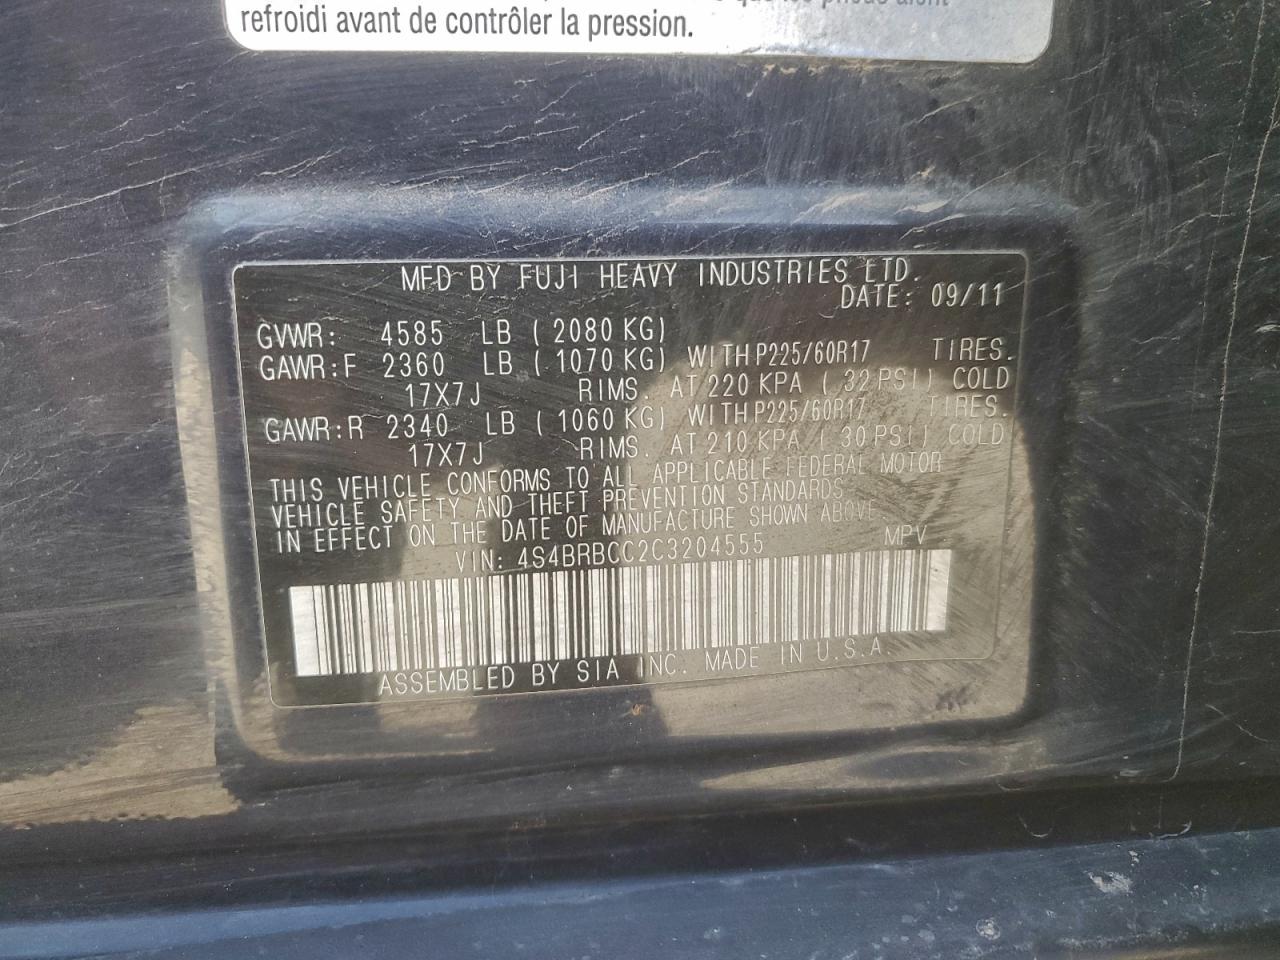 refroidi avant de contrôler la pression.
MFD BY FUJI HEAVY INDUSTRIES LTD.
DATE: 09/11
GVWR: 4585 LB ( 2080 KG)
GAWR:F 2360 LB ( 1070 KG) WITH P225/60R17 TIRES.
17X7J RIMS. AT 220 KPA ( 32 PSI) COLD
GAWR:R 2340 LB ( 1060 KG) WITH P225/60R17 TIRES.
17X7J RIMS. AT 210 KPA ( 30 PSI) COLD
THIS VEHICLE CONFORMS TO ALL APPLICABLE FEDERAL MOTOR
VEHICLE SAFETY AND THEFT PREVENTION STANDARDS
IN EFFECT ON THE DATE OF MANUFACTURE SHOWN ABOVE
VIN: 4S4BRBCC2C3204555 MPV
ASSEMBLED BY SIA INC. MADE IN U.S.A.